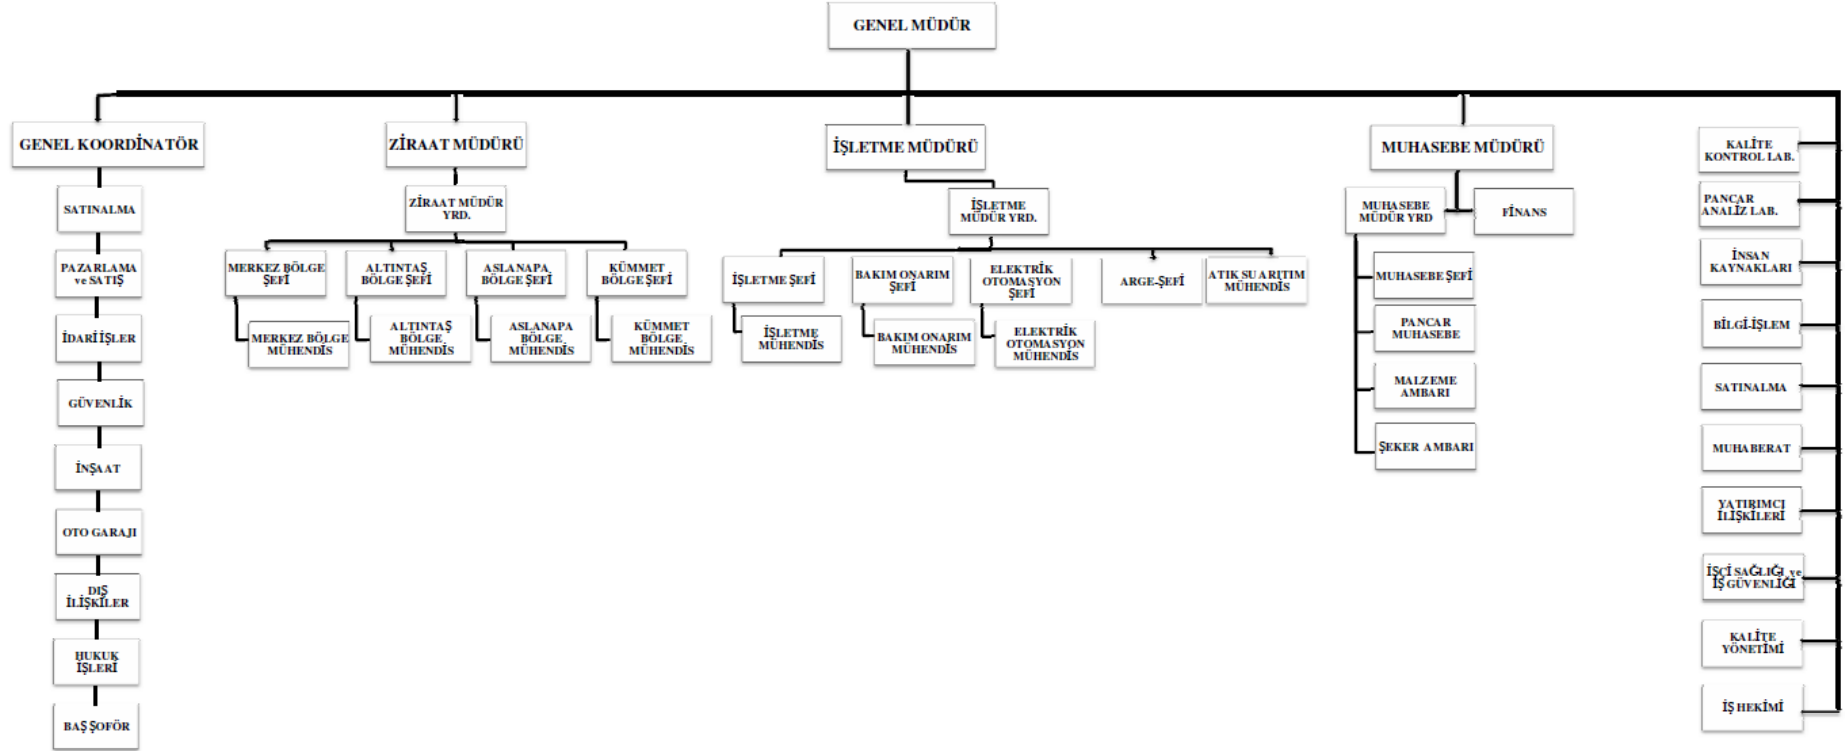 GENEL MÜDÜR
GENEL KOORDİNATÖR
SATINALMA
PAZARLAMA
ve SATIŞ
İDARİ İŞLER
GÜVENLİK
İNŞAAT
OTO GARAJI
DIŞ
İLİŞKİLER
HUKUK
İŞLERİ
BAŞ ŞOFÖR
ZİRAAT MÜDÜRÜ
ZİRAAT MÜDÜR
YRD.
MERKEZ BÖLGE
ŞEFİ
MERKEZ BÖLGE
MÜHENDİS
ALTINTAŞ
BÖLGE ŞEFİ
ALTINTAŞ
BÖLGE
MÜHENDİS
ASLANAPA
BÖLGE ŞEFİ
ASLANAPA
BÖLGE
MÜHENDİS
KÜMMET
BÖLGE ŞEFİ
KÜMMET
BÖLGE
MÜHENDİS
İŞLETME MÜDÜRÜ
İŞLETME
MÜDÜR YRD.
İŞLETME ŞEFİ
İŞLETME
MÜHENDİS
BAKIM ONARIM
ŞEFİ
BAKIM ONARIM
MÜHENDİS
ELEKTRİK
OTOMASYON
ŞEFİ
ELEKTRİK
OTOMASYON
MÜHENDİS
ARGE-ŞEFİ
ATIK SU ARITIM
MÜHENDİS
MUHASEBE MÜDÜRÜ
MUHASEBE
MÜDÜR YRD
FİNANS
MUHASEBE ŞEFİ
PANCAR
MUHASEBE
MALZEME
AMBARI
ŞEKER AMBARI
KALİTE
KONTROL LAB.
PANCAR
ANALİZ LAB.
İNSAN
KAYNAKLARI
BİLGİ-İŞLEM
SATINALMA
MUHABERAT
YATIRIMCI
İLİŞKİLERİ
İŞÇİ SAĞLIĞI ve
İŞ GÜVENLİĞİ
KALİTE
YÖNETİMİ
İŞ HEKİMİ